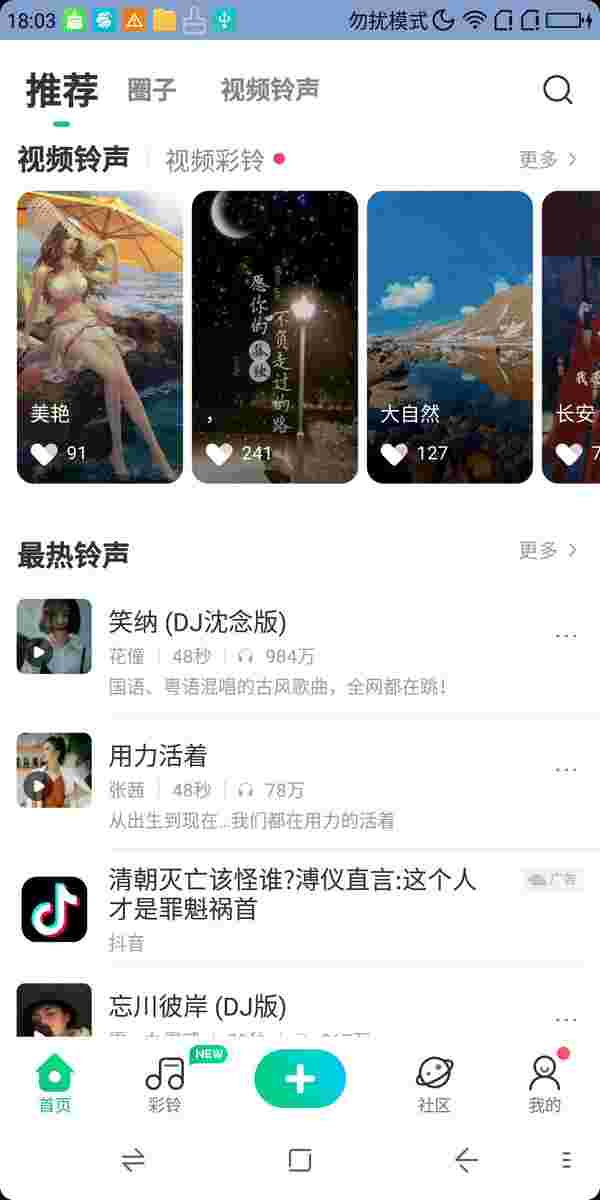 18:03 勿扰模式
推荐 圈子 视频铃声
视频铃声 视频彩铃 更多
愿你的孤独
不负走过的路
我
美艳 , 大自然 长安
91 241 127 7
最热铃声 更多
笑纳 (DJ沈念版)
花僮 48秒 984万
国语、粤语混唱的古风歌曲，全网都在跳！
用力活着
张茜 48秒 78万
从出生到现在...我们都在用力的活着
清朝灭亡该怪谁?溥仪直言:这个人 广告
才是罪魁祸首
抖音
忘川彼岸 (DJ版)
NEW
首页 彩铃 社区 我的